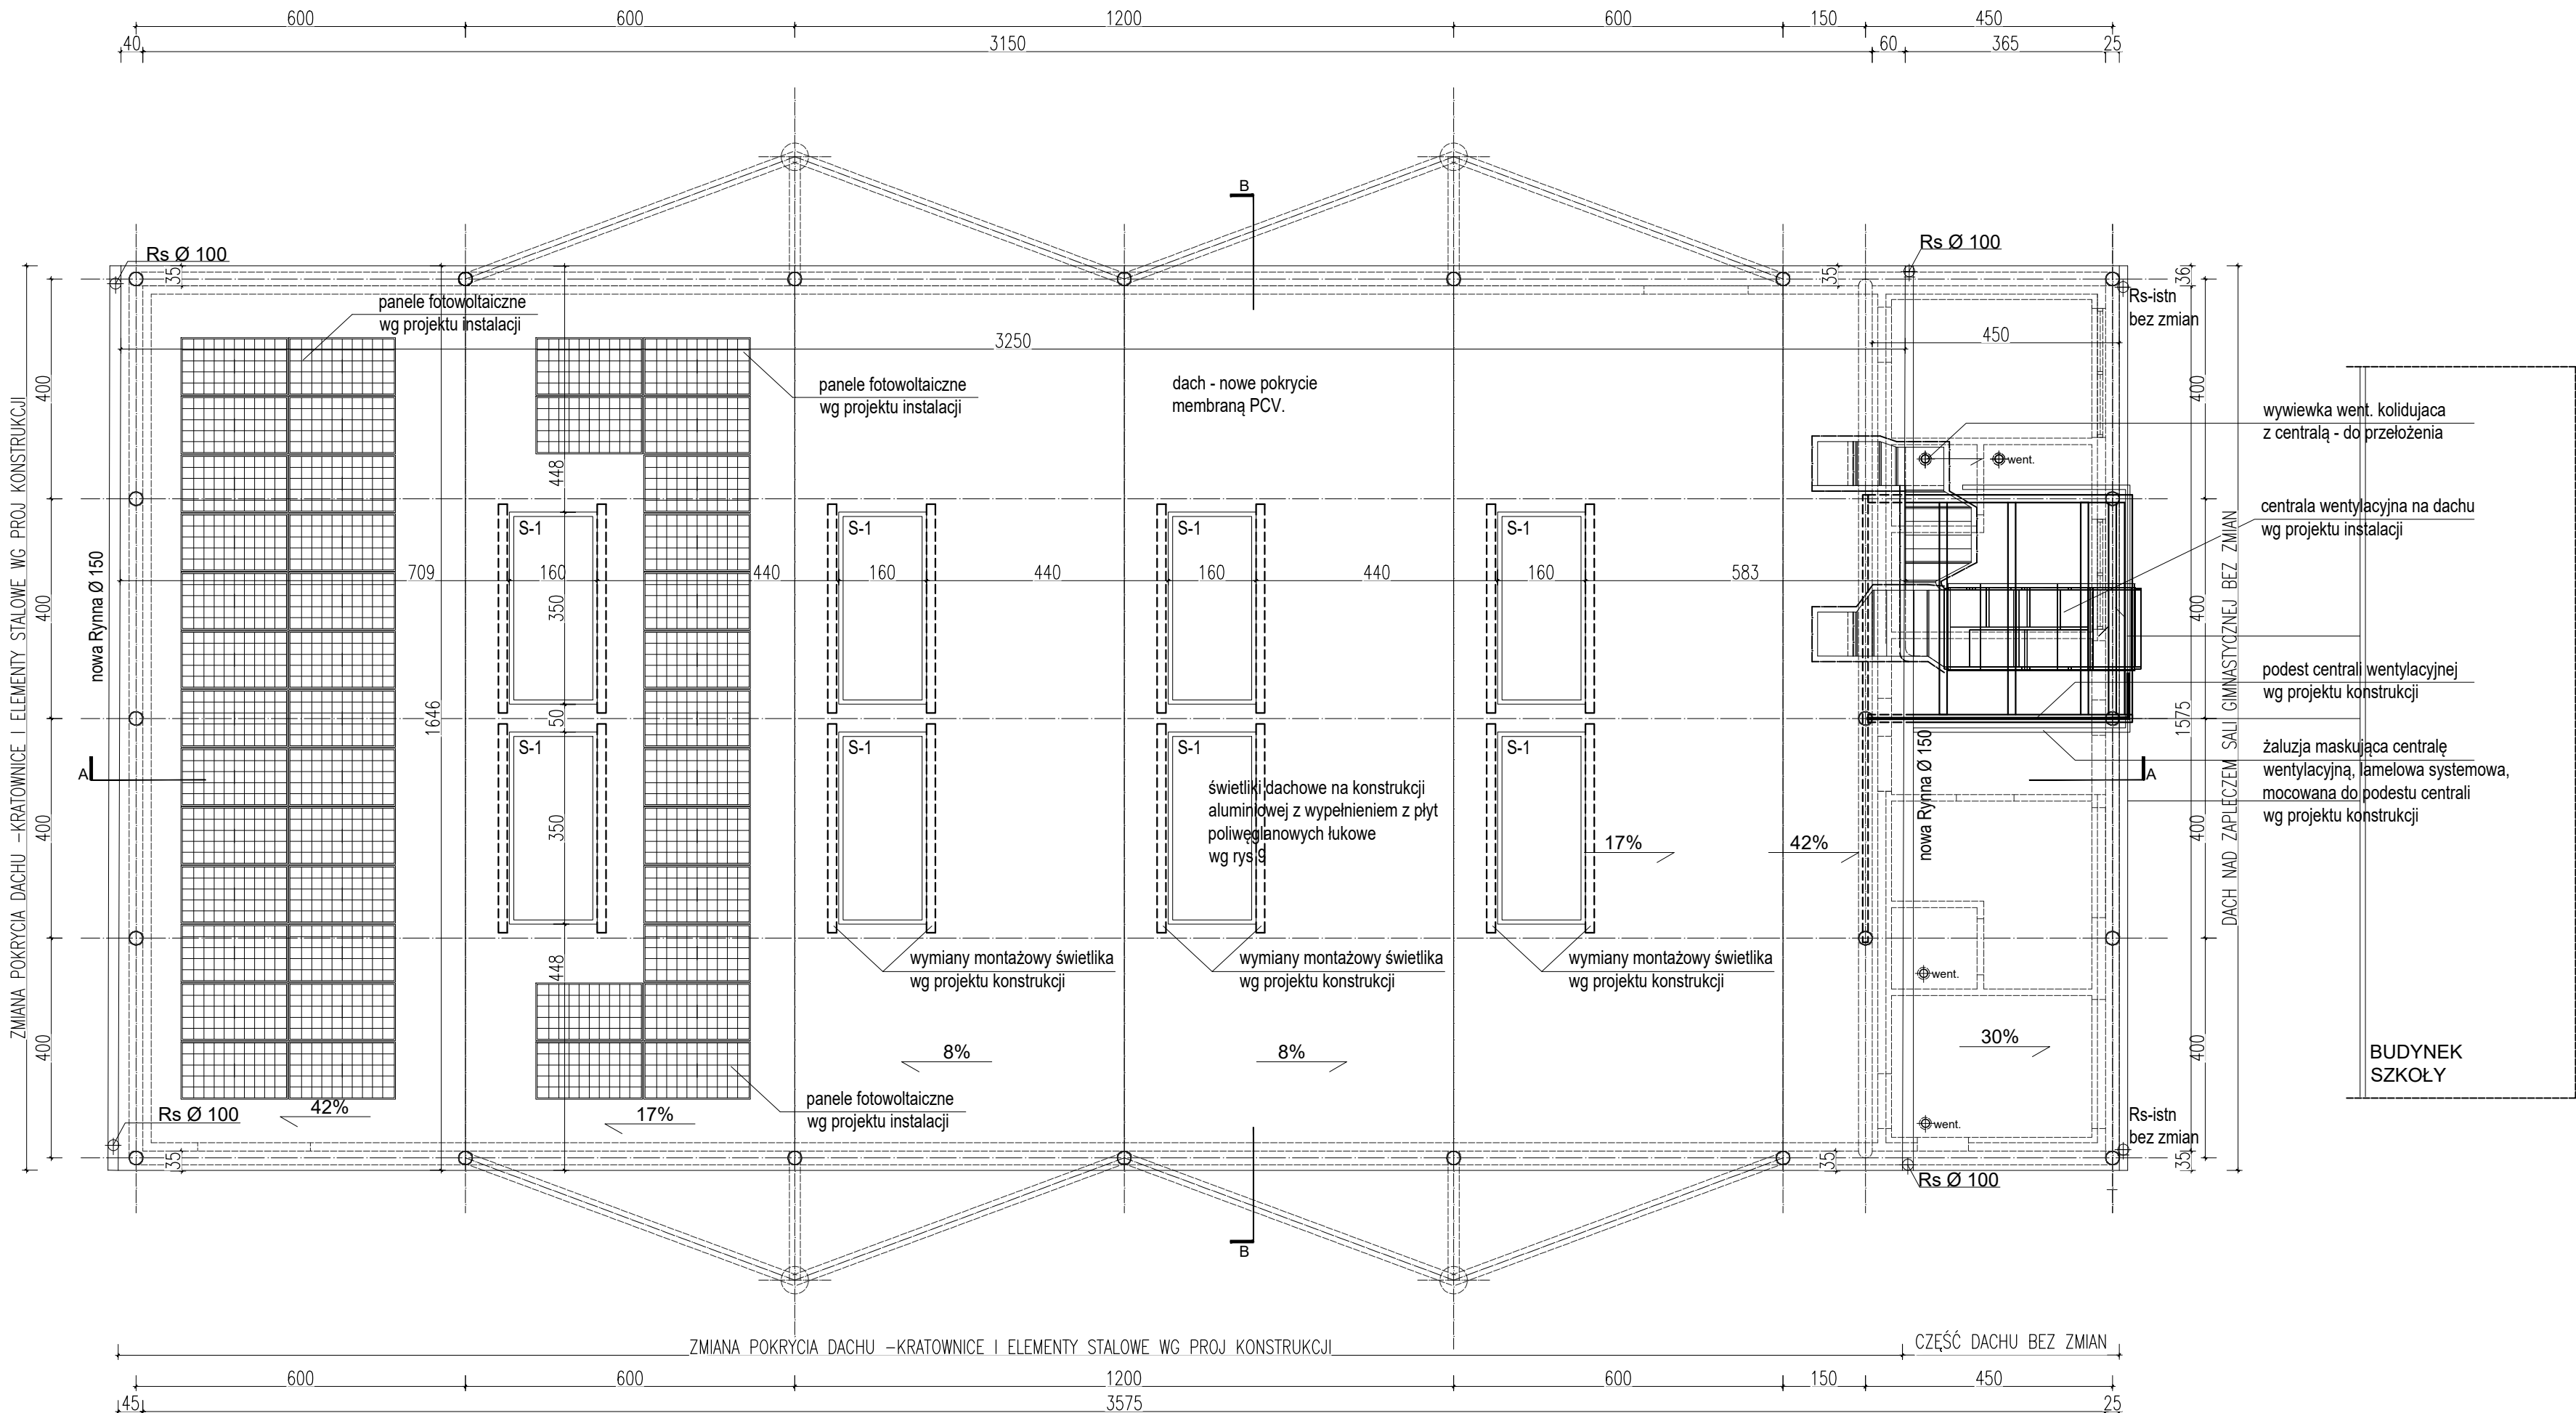 600 600 1200 600 150 450
40 3150 60 365 25
B
Rs Ø 100
Rs Ø 100
35
35
36
panele fotowoltaiczne
wg projektu instalacji
Rs-istn
bez zmian
3250
450
400
400
panele fotowoltaiczne
wg projektu instalacji
dach - nowe pokrycie
membraną PCV.
wywiewka went. kolidujaca
z centralą - do przełożenia
448
went.
S-1 S-1 S-1 S-1
centrala wentylacyjna na dachu
wg projektu instalacji
709 160 440 160 440 160 440 160 583
350
400
400
nowa Rynna Ø 150
ZMIANA POKRYCIA DACHU -KRATOWNICE I ELEMENTY STALOWE WG PROJ KONSTRUKCJI
DACH NAD ZAPLECZEM SALI GIMNASTYCZNEJ BEZ ZMIAN
podest centrali wentylacyjnej
wg projektu konstrukcji
1646
50
1575
S-1 S-1 S-1 S-1
żaluzja maskująca centralę
wentylacyjną, lamelowa systemowa,
mocowana do podestu centrali
wg projektu konstrukcji
A
A
nowa Rynna Ø 150
świetliki dachowe na konstrukcji
aluminiowej z wypełnieniem z płyt
poliwęglanowych łukowe
wg rys 9
350
400
400
17% 42%
448
wymiany montażowy świetlika
wg projektu konstrukcji
wymiany montażowy świetlika
wg projektu konstrukcji
wymiany montażowy świetlika
wg projektu konstrukcji
went.
400
400
8% 8%
30%
BUDYNEK
SZKOŁY
panele fotowoltaiczne
wg projektu instalacji
Rs Ø 100
42%
17%
went.
Rs-istn
bez zmian
35
35
35
Rs Ø 100
B
ZMIANA POKRYCIA DACHU -KRATOWNICE I ELEMENTY STALOWE WG PROJ KONSTRUKCJI
CZĘŚĆ DACHU BEZ ZMIAN
600 600 1200 600 150 450
45 3575 25